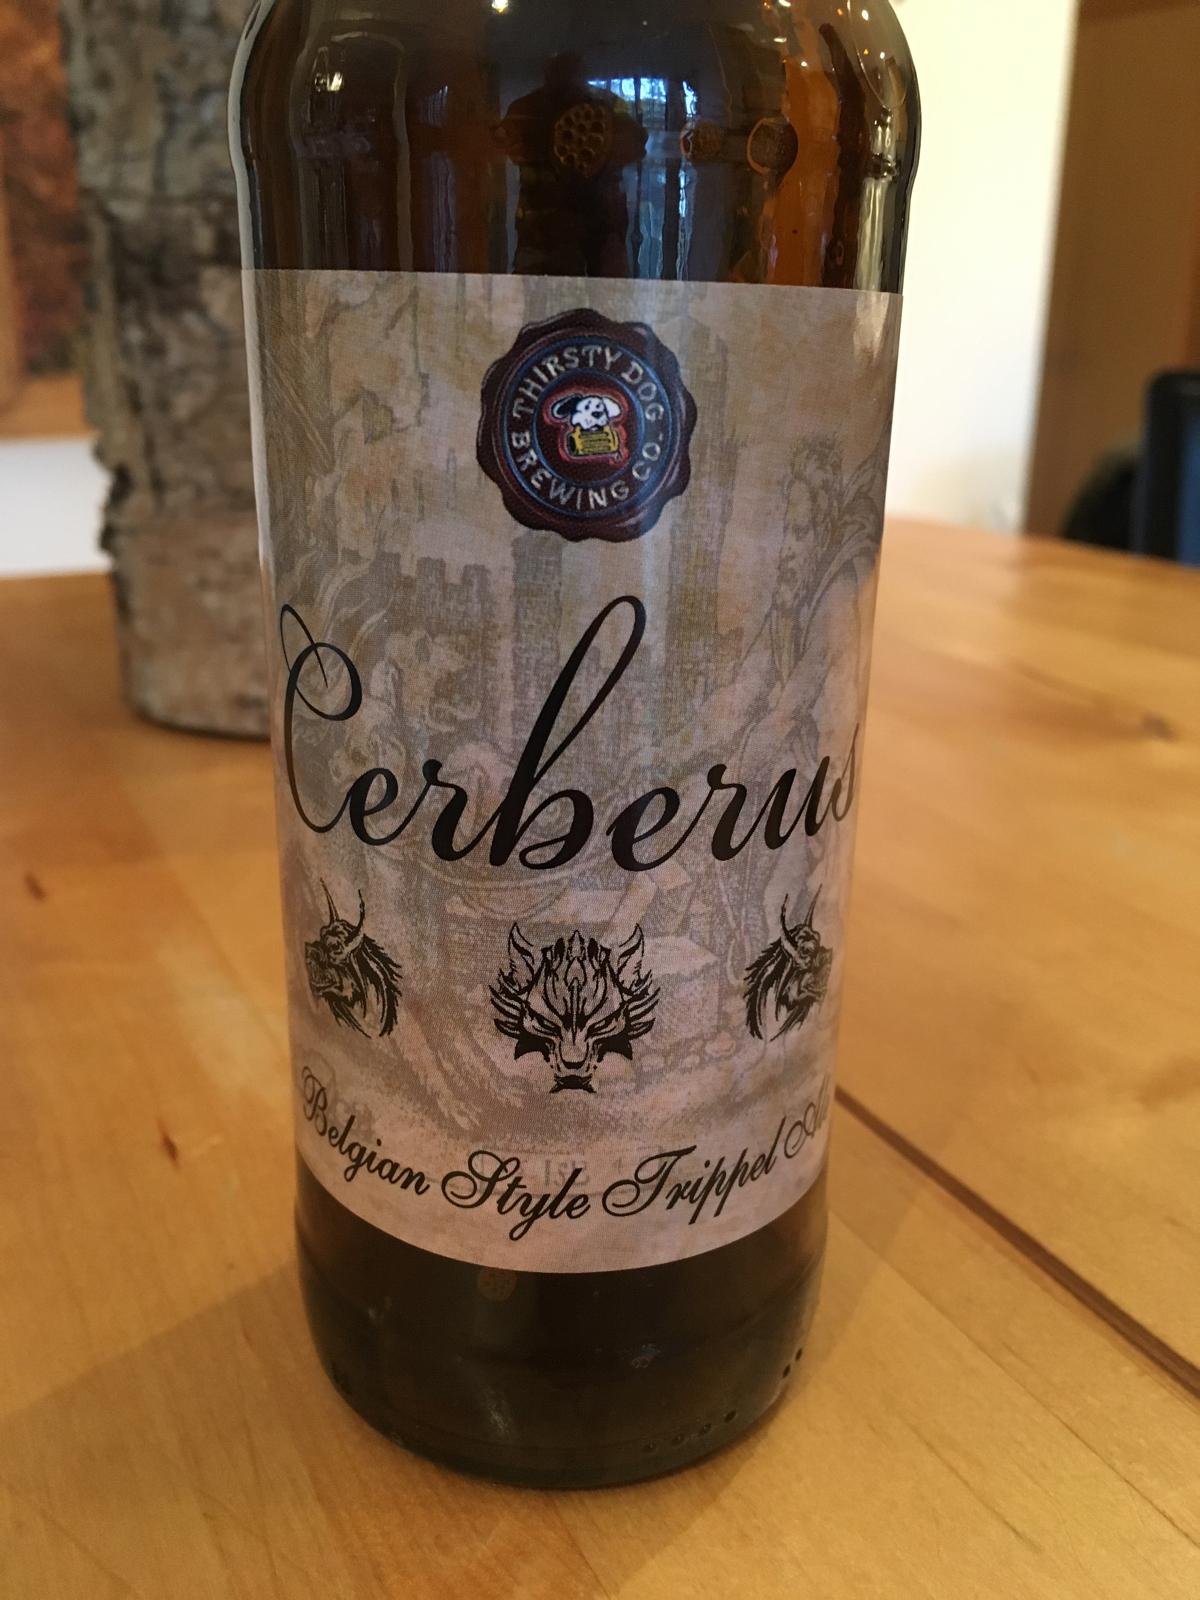 THIRSTY DOG
BREWING CO.
Cerberus
Belgian Style Trippel